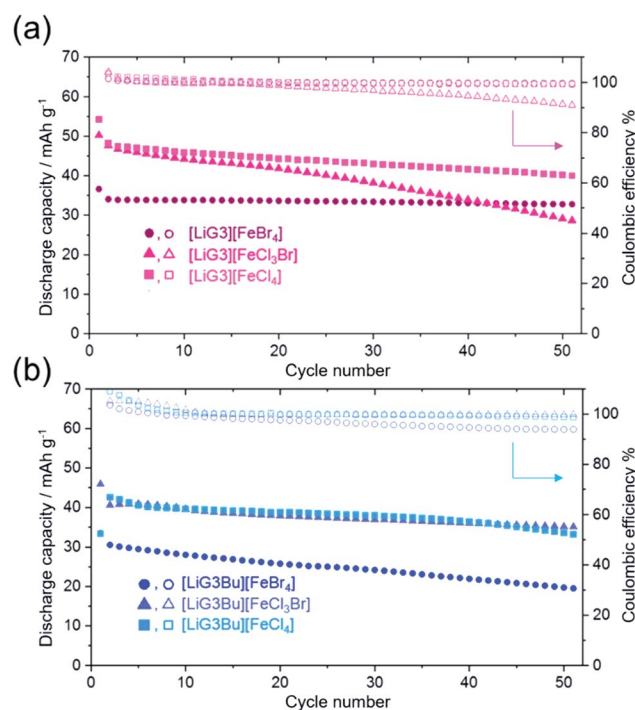 (a)
70
60
50
40
30
20
10
0
100
80
60
40
20
0
0
10
20
30
40
50
Discharge capacity / mAh g⁻¹
Coulombic efficiency %
Cycle number
, [LiG3][FeBr₄]
, [LiG3][FeCl₃Br]
, [LiG3][FeCl₄]
(b)
70
60
50
40
30
20
10
0
100
80
60
40
20
0
0
10
20
30
40
50
Discharge capacity / mAh g⁻¹
Coulombic efficiency %
Cycle number
, [LiG3Bu][FeBr₄]
, [LiG3Bu][FeCl₃Br]
, [LiG3Bu][FeCl₄]